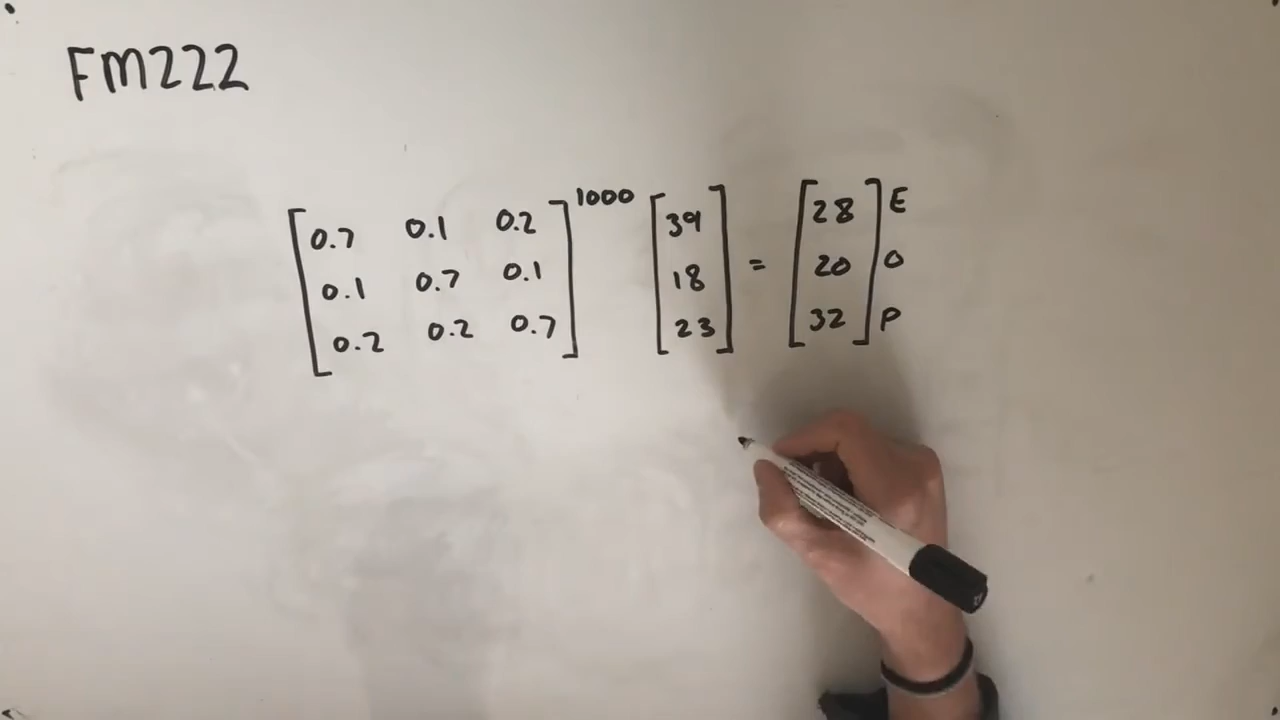 FM222
1000
0.7 0.1 0.2 39 28 E
0.1 0.7 0.1 18 = 20 O
0.2 0.2 0.7 23 32 P